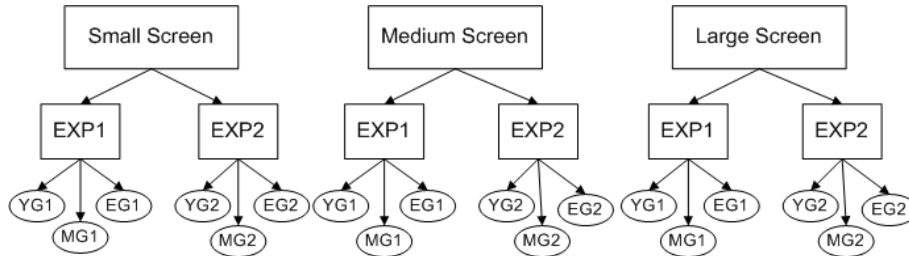 Small Screen
Medium Screen
Large Screen
EXP1
EXP2
EXP1
EXP2
EXP1
EXP2
YG1
EG1
YG2
EG2
YG1
EG1
YG2
EG2
YG1
EG1
YG2
EG2
MG1
MG2
MG1
MG2
MG1
MG2